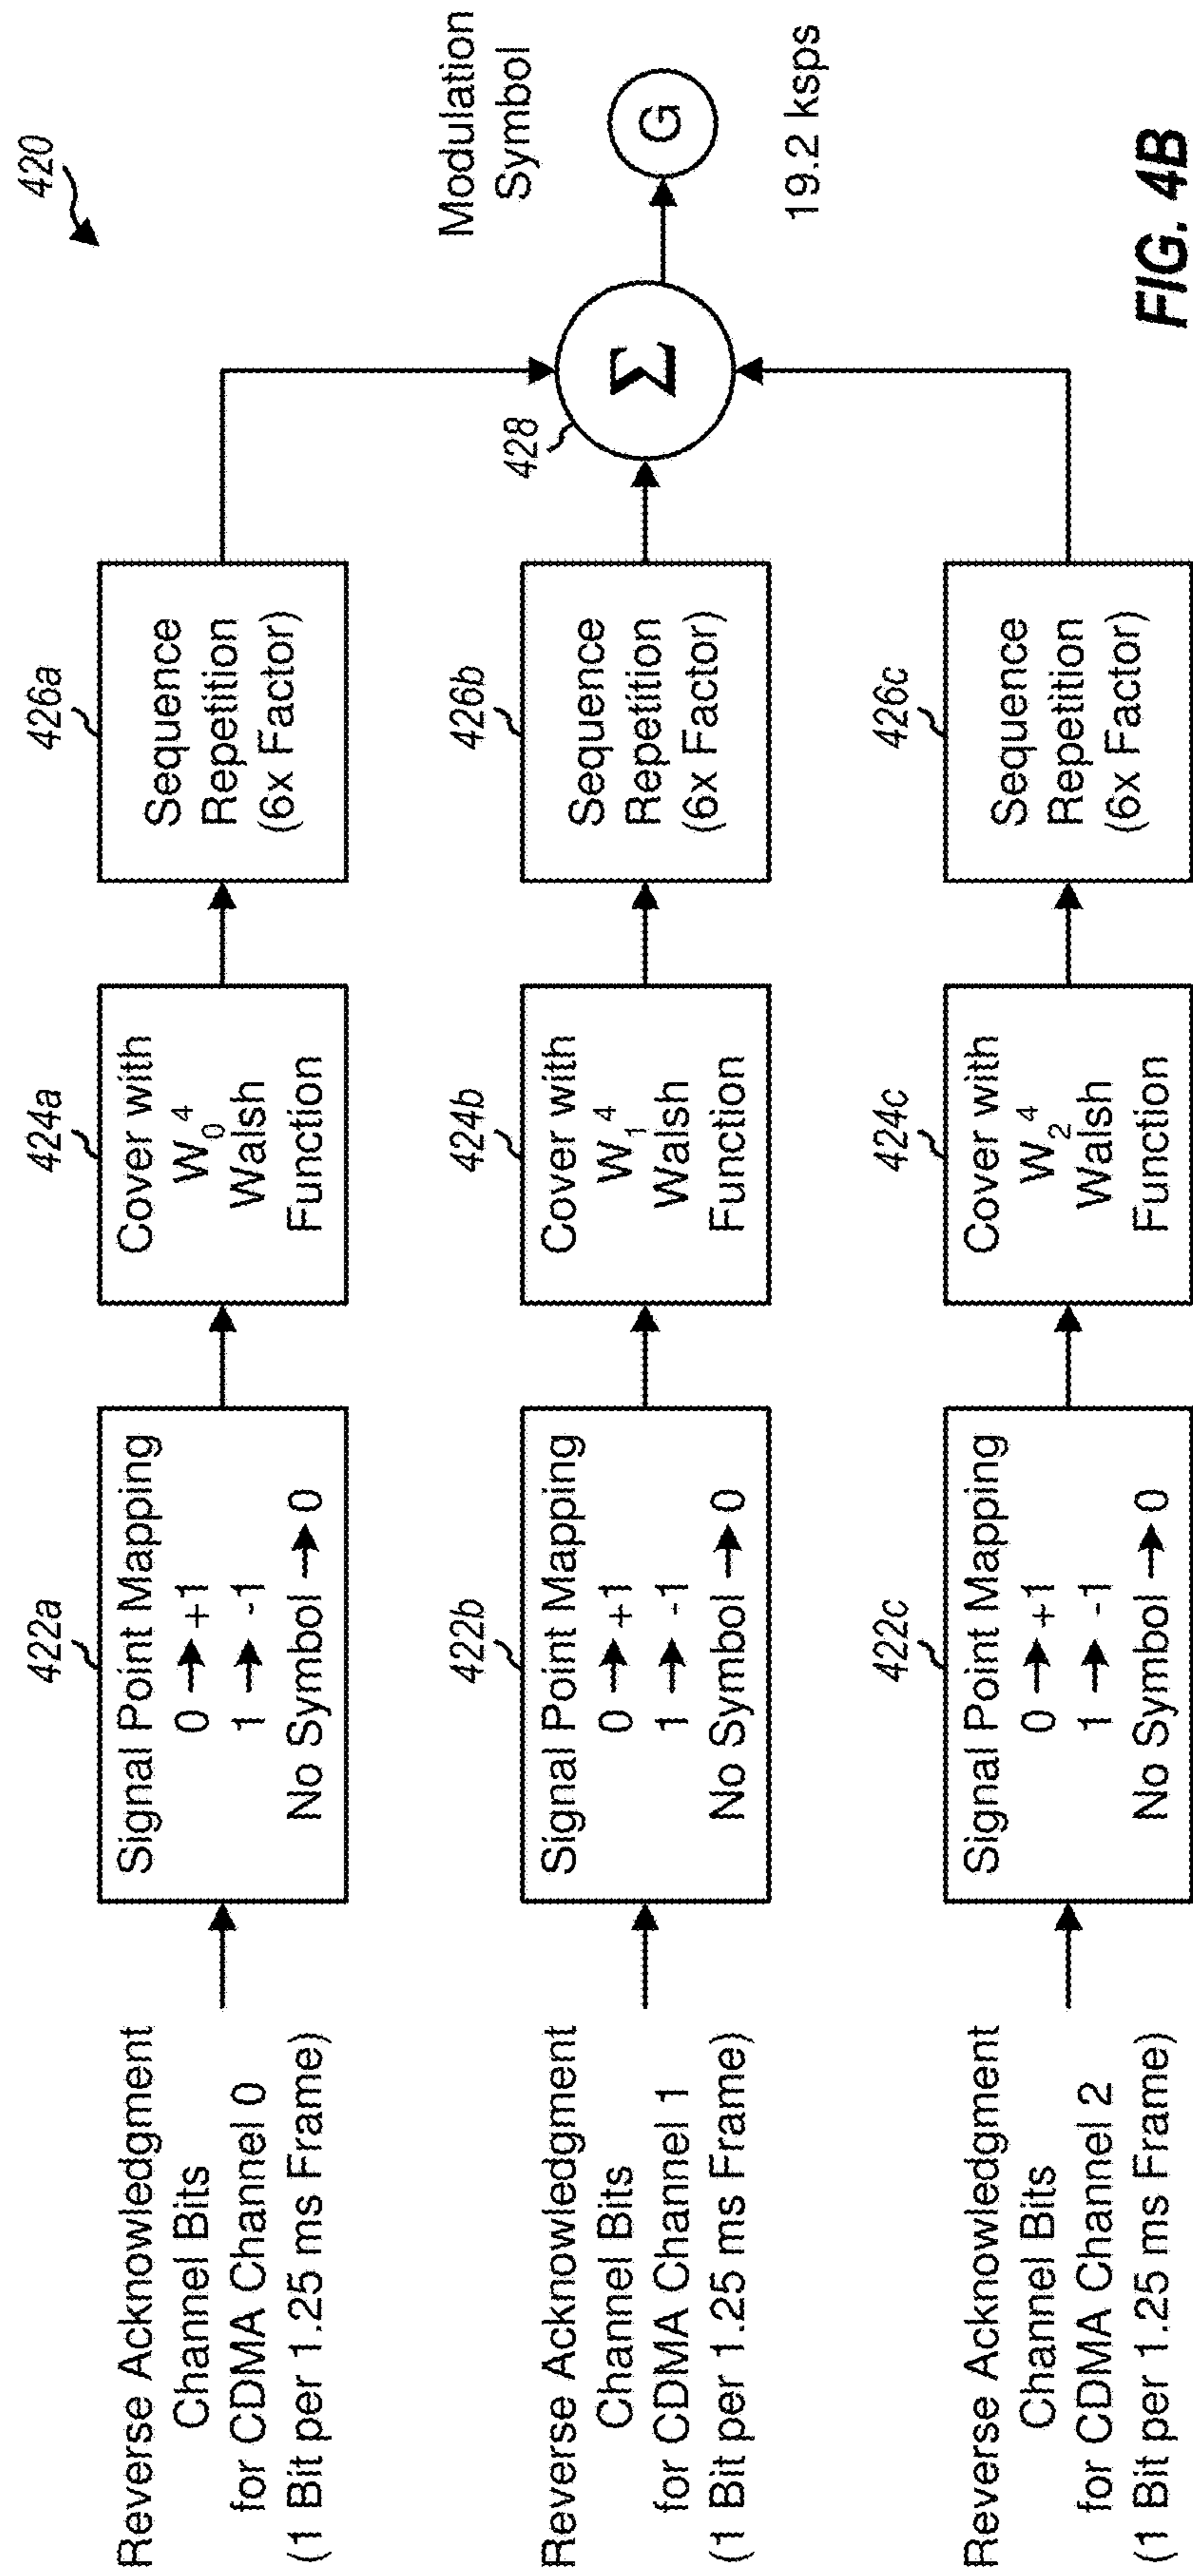 420
Reverse Acknowledgment
Channel Bits
for CDMA Channel 0
(1 Bit per 1.25 ms Frame)
422a
Signal Point Mapping
0 → +1
1 → -1
No Symbol → 0
424a
Cover with
W₀⁴
Walsh
Function
426a
Sequence
Repetition
(6x Factor)
Reverse Acknowledgment
Channel Bits
for CDMA Channel 1
(1 Bit per 1.25 ms Frame)
422b
Signal Point Mapping
0 → +1
1 → -1
No Symbol → 0
424b
Cover with
W₁⁴
Walsh
Function
426b
Sequence
Repetition
(6x Factor)
428
Σ
Modulation
Symbol
G
19.2 ksps
Reverse Acknowledgment
Channel Bits
for CDMA Channel 2
(1 Bit per 1.25 ms Frame)
422c
Signal Point Mapping
0 → +1
1 → -1
No Symbol → 0
424c
Cover with
W₂⁴
Walsh
Function
426c
Sequence
Repetition
(6x Factor)
FIG. 4B